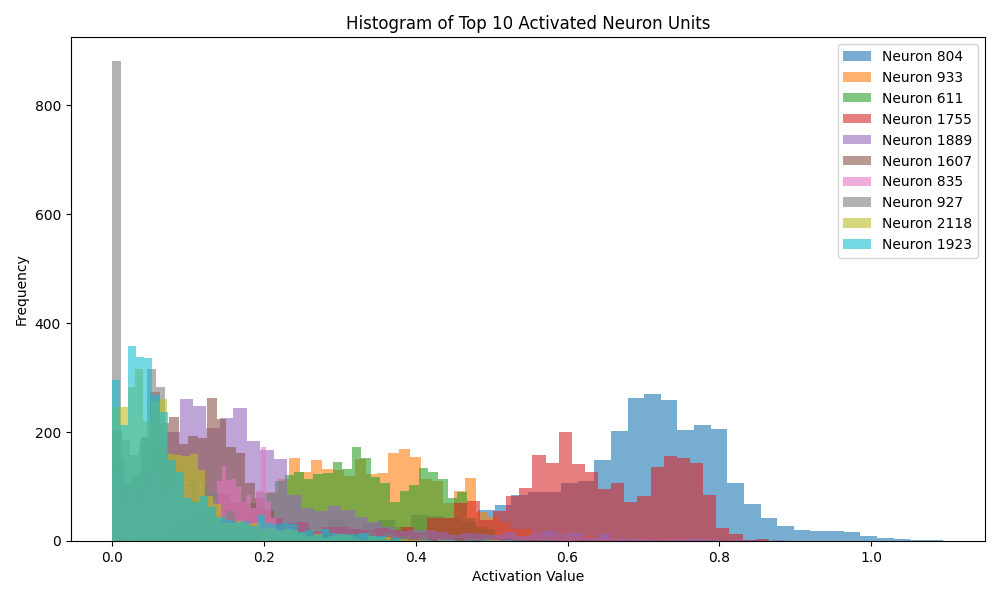 Histogram of Top 10 Activated Neuron Units
Neuron 804
Neuron 933
Neuron 611
Neuron 1755
Neuron 1889
Neuron 1607
Neuron 835
Neuron 927
Neuron 2118
Neuron 1923
Frequency
800
600
400
200
0
0.0 0.2 0.4 0.6 0.8 1.0
Activation Value